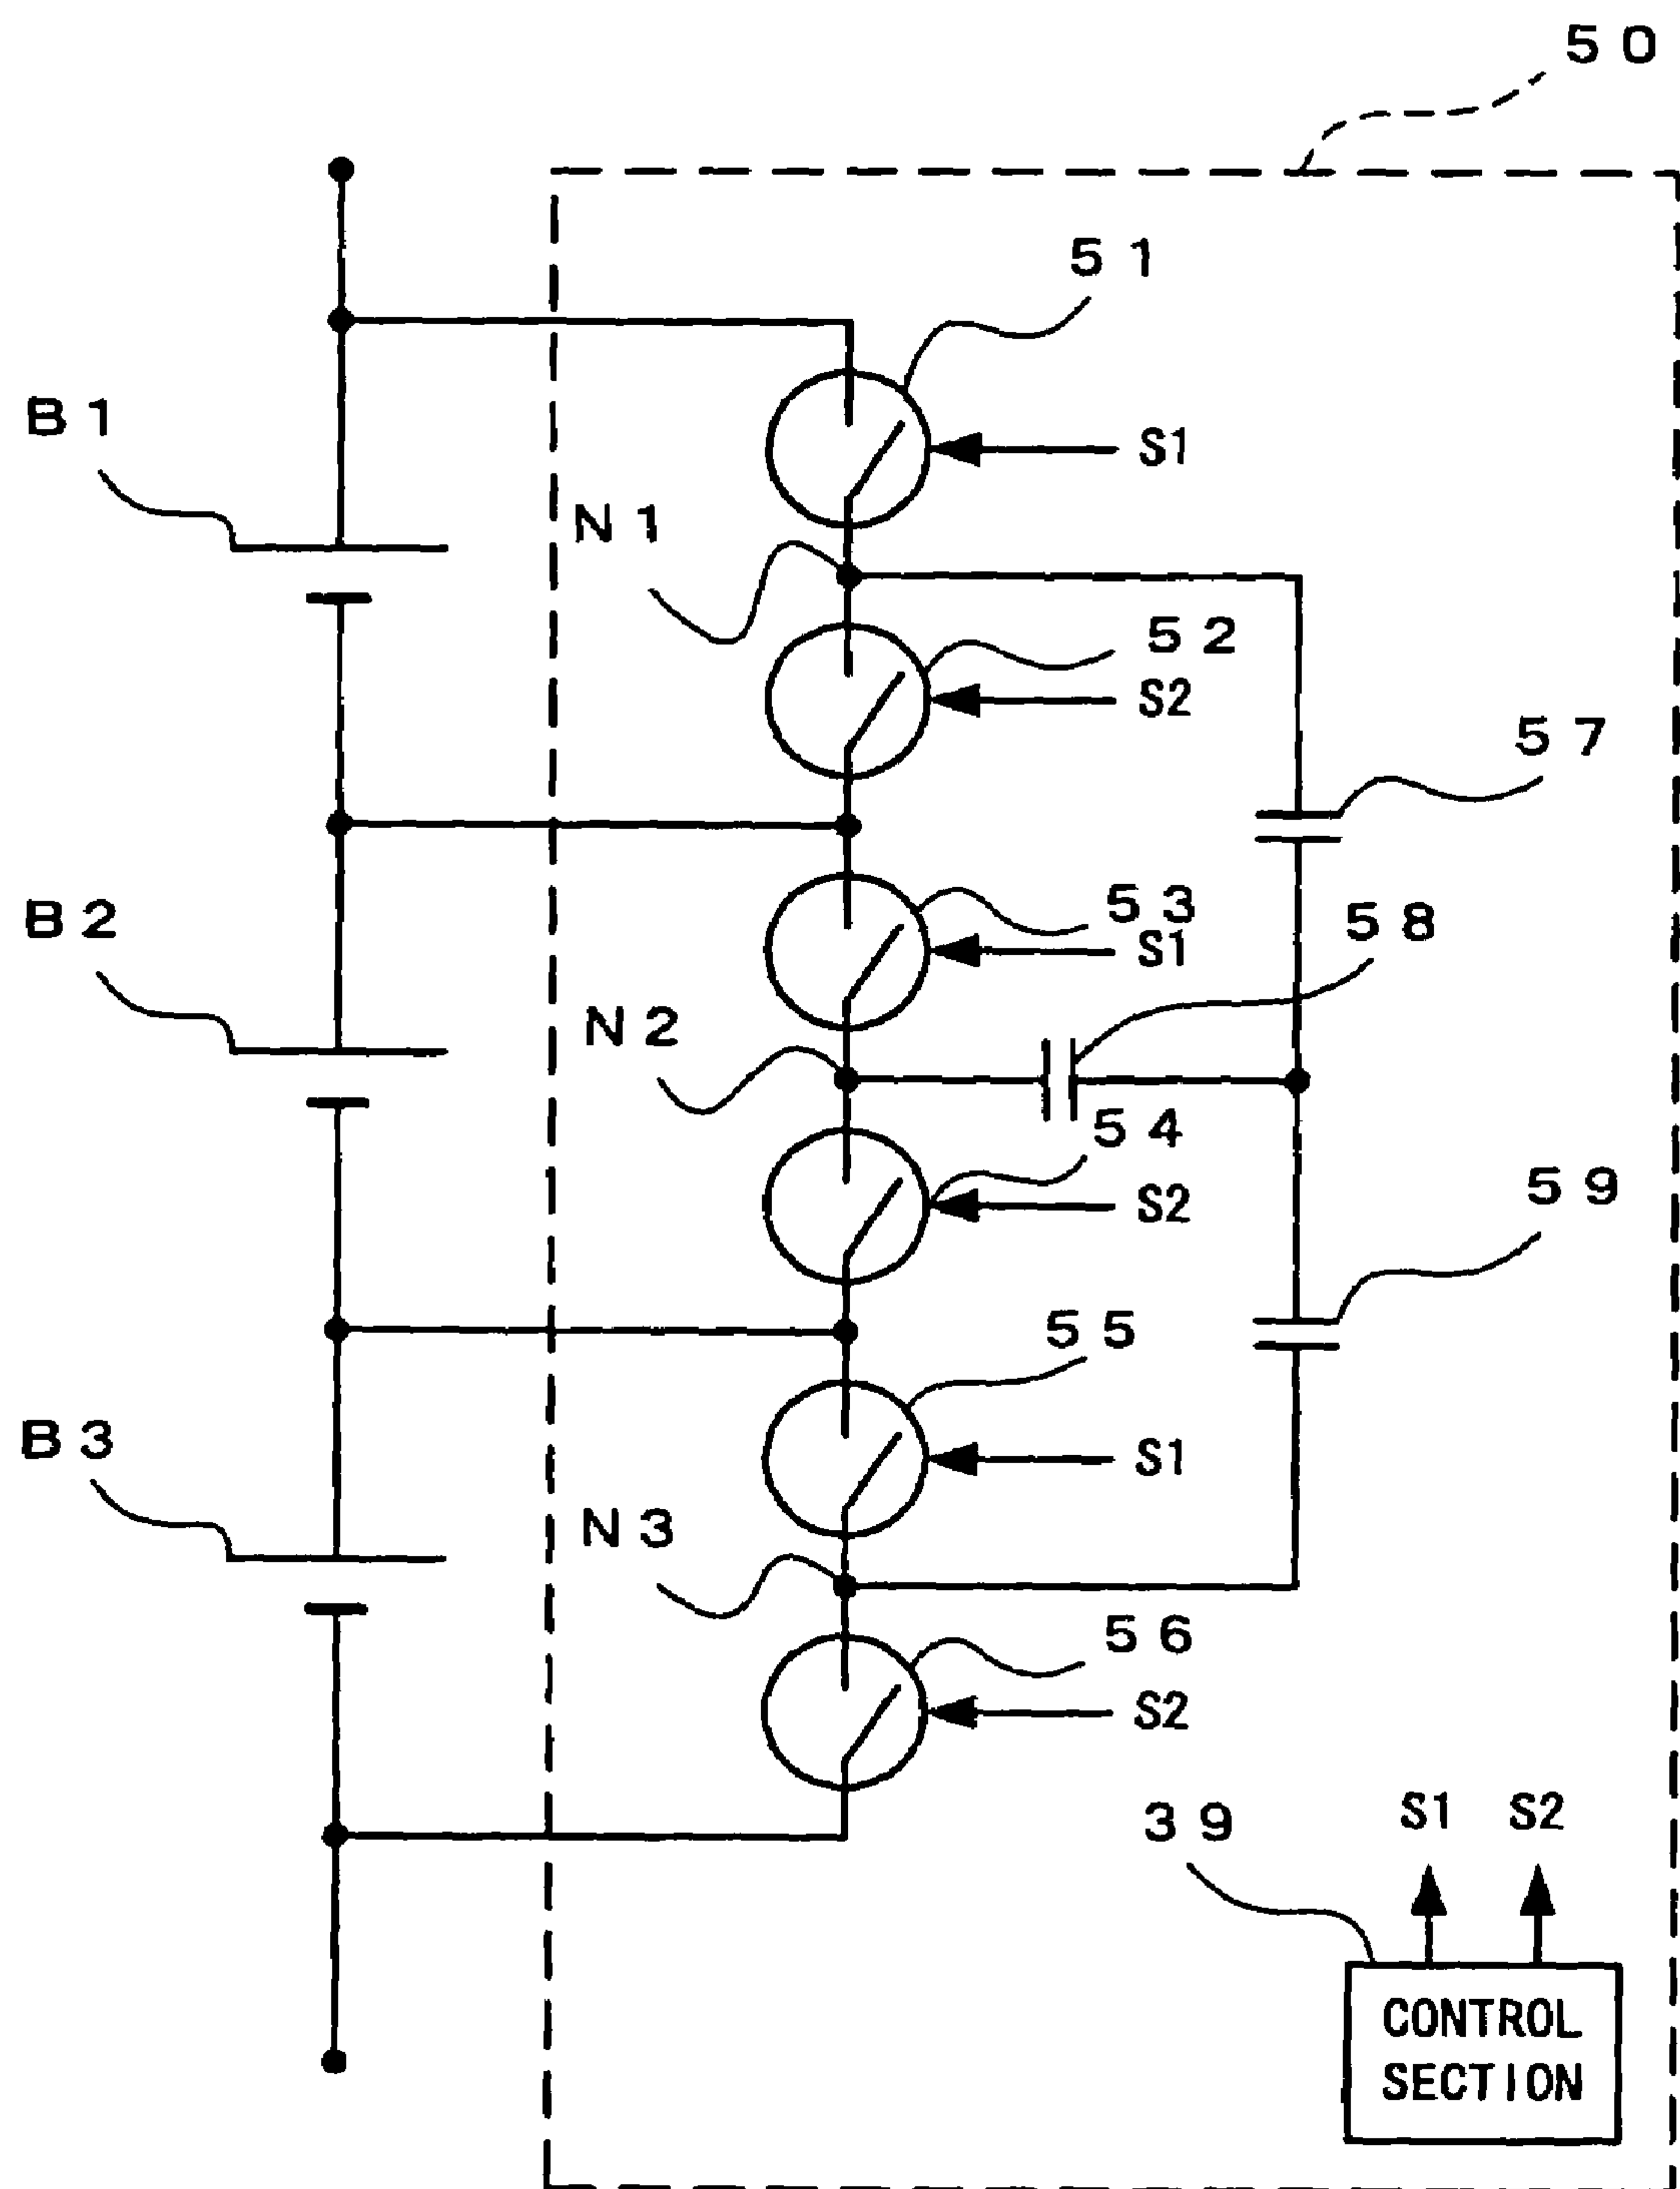 50
51
B1
S1
N1
52
S2
57
B2
53
58
S1
N2
54
59
S2
55
B3
S1
N3
56
S2
39
S1 S2
CONTROL
SECTION